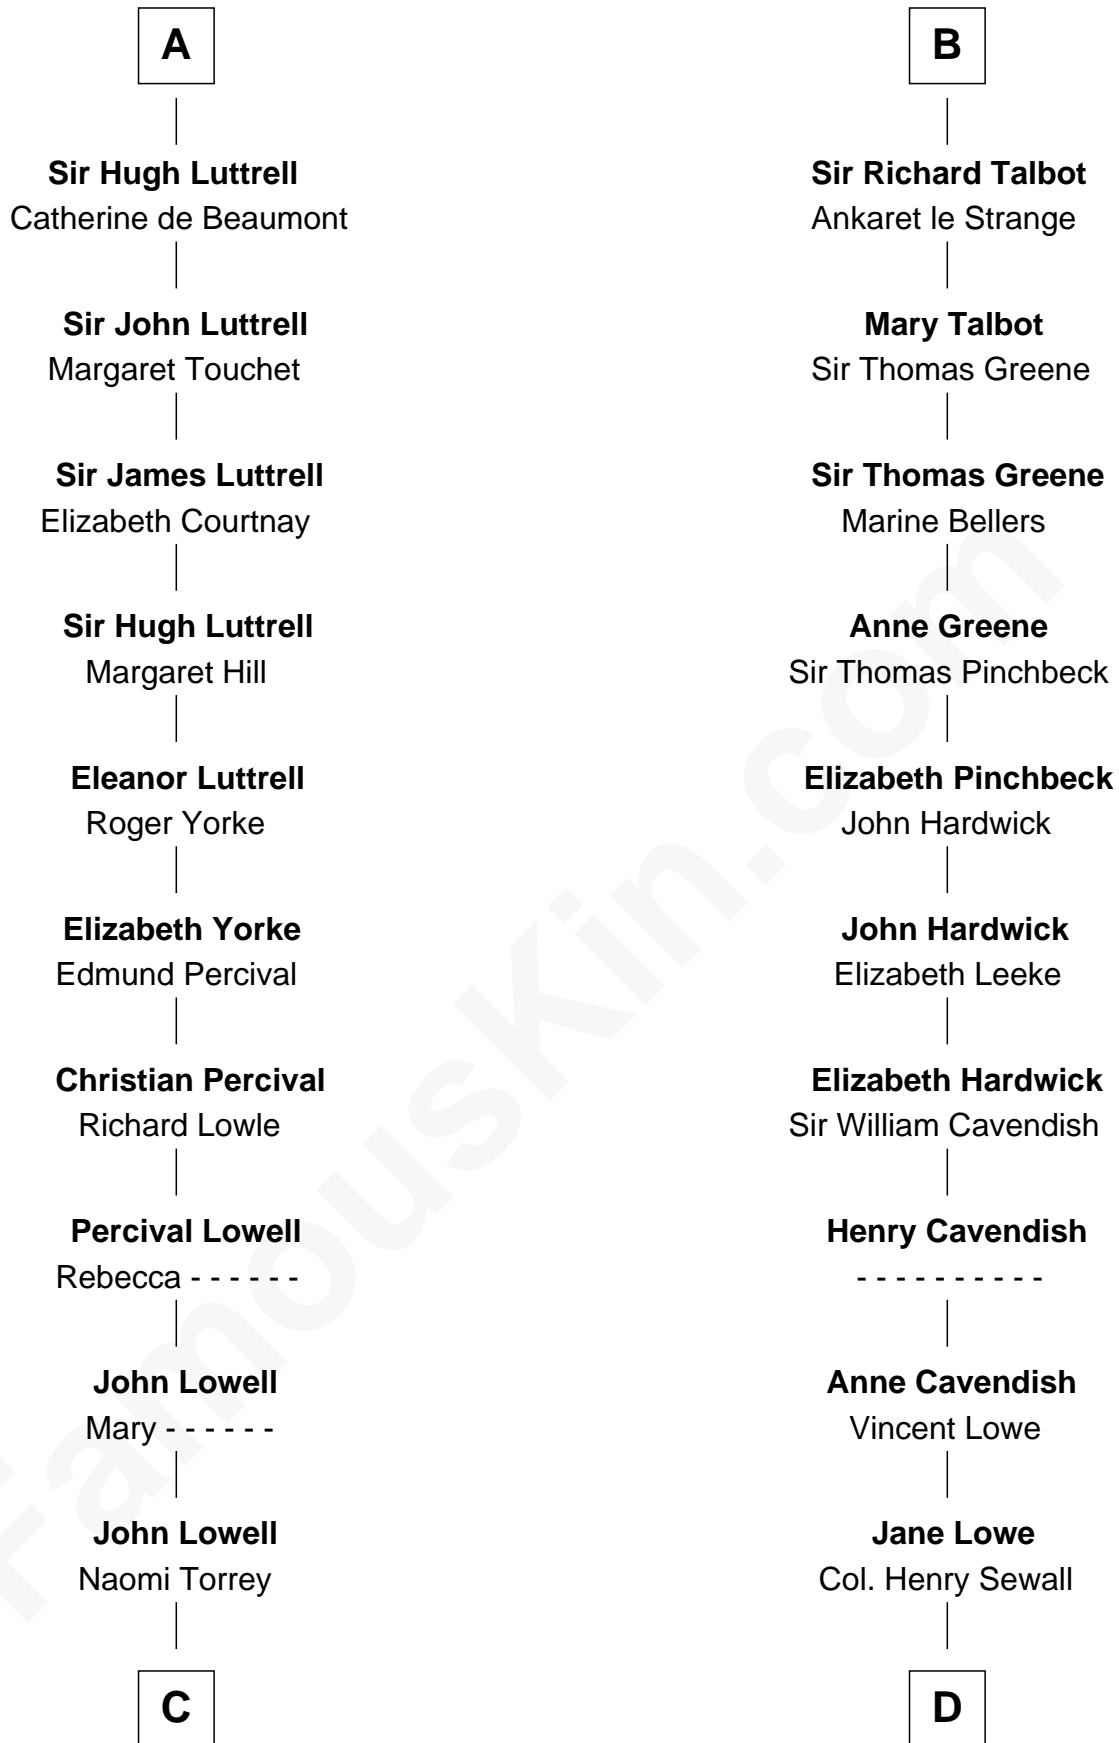 A
Sir Hugh Luttrell
Catherine de Beaumont
Sir John Luttrell
Margaret Touchet
Sir James Luttrell
Elizabeth Courtnay
Sir Hugh Luttrell
Margaret Hill
Eleanor Luttrell
Roger Yorke
Elizabeth Yorke
Edmund Percival
Christian Percival
Richard Lowle
Percival Lowell
Rebecca - - - - - -
John Lowell
Mary - - - - - -
John Lowell
Naomi Torrey
C
B
Sir Richard Talbot
Ankaret le Strange
Mary Talbot
Sir Thomas Greene
Sir Thomas Greene
Marine Bellers
Anne Greene
Sir Thomas Pinchbeck
Elizabeth Pinchbeck
John Hardwick
John Hardwick
Elizabeth Leeke
Elizabeth Hardwick
Sir William Cavendish
Henry Cavendish
- - - - - - - - - -
Anne Cavendish
Vincent Lowe
Jane Lowe
Col. Henry Sewall
D
FamousKin.com